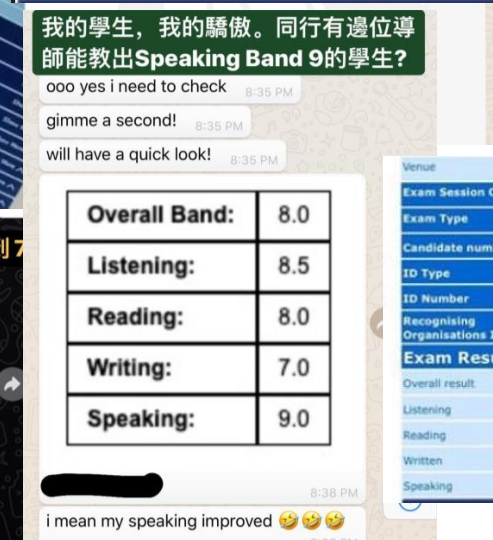 我的學生，我的驕傲。同行有邊位導
師能教出Speaking Band 9的學生?
ooo yes i need to check 8:35 PM
gimme a second! 8:35 PM
will have a quick look! 8:35 PM
Overall Band: 8.0
Listening: 8.5
Reading: 8.0
Writing: 7.0
Speaking: 9.0
8:38 PM
i mean my speaking improved 🤣🤣🤣
到 7
Venue
Exam Session
Exam Type
Candidate num
ID Type
ID Number
Recognising
Organisations
Exam Res
Overall result
Listening
Reading
Written
Speaking